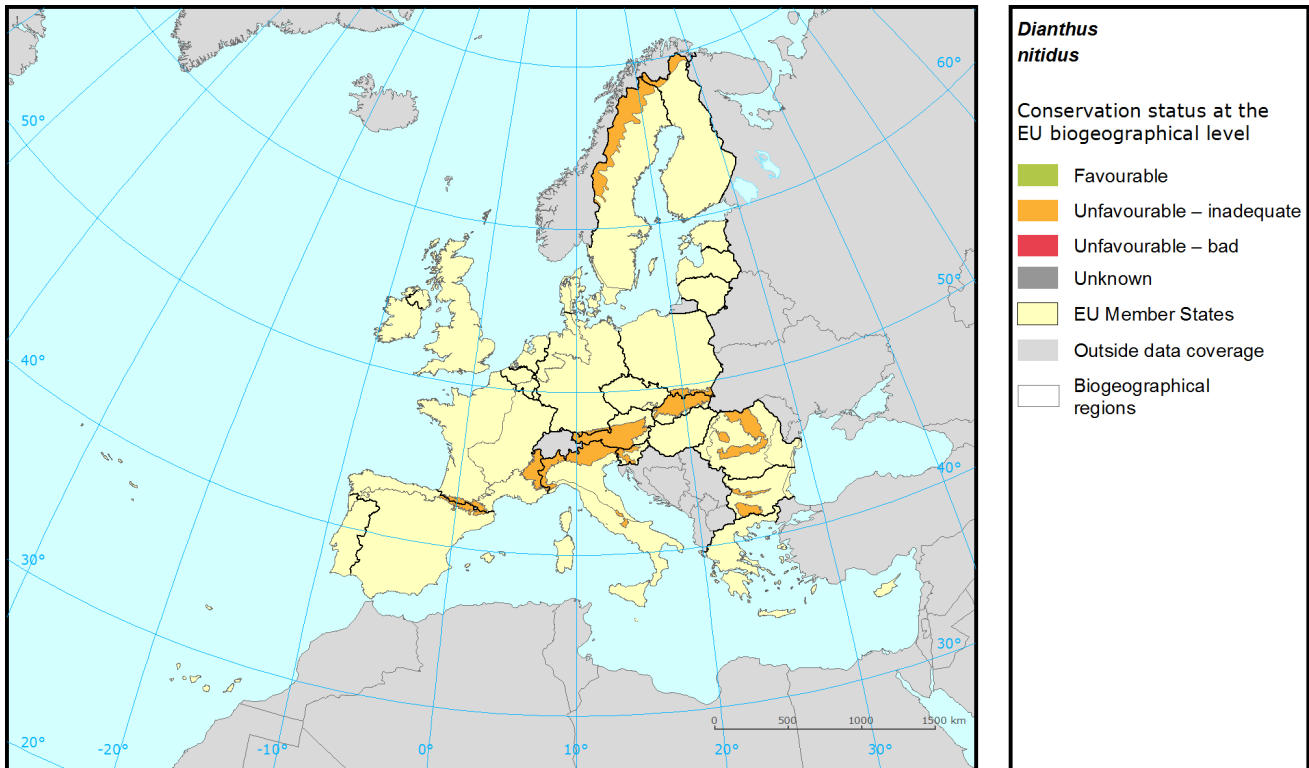 60°
50°
50°
40°
40°
30°
30°
20°
-20°
-10°
0°
10°
20°
30°
0
500
1000
1500 km
Dianthus
nitidus
Conservation status at the
EU biogeographical level
Favourable
Unfavourable – inadequate
Unfavourable – bad
Unknown
EU Member States
Outside data coverage
Biogeographical
regions